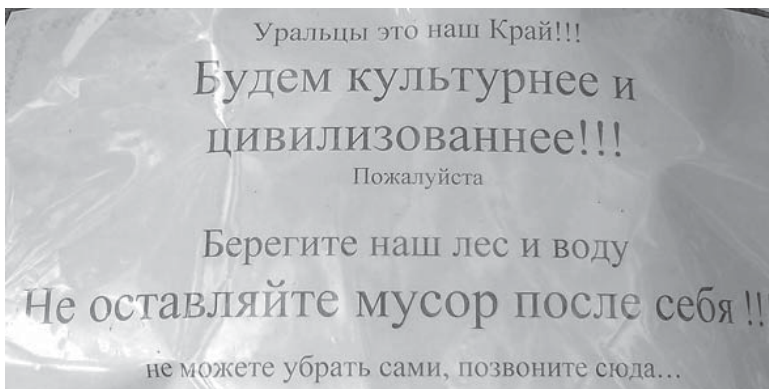 Уральцы это наш Край!!!
Будем культурнее и
цивилизованнее!!!
Пожалуйста
Берегите наш лес и воду
Не оставляйте мусор после себя !!
не можете убрать сами, позвоните сюда...